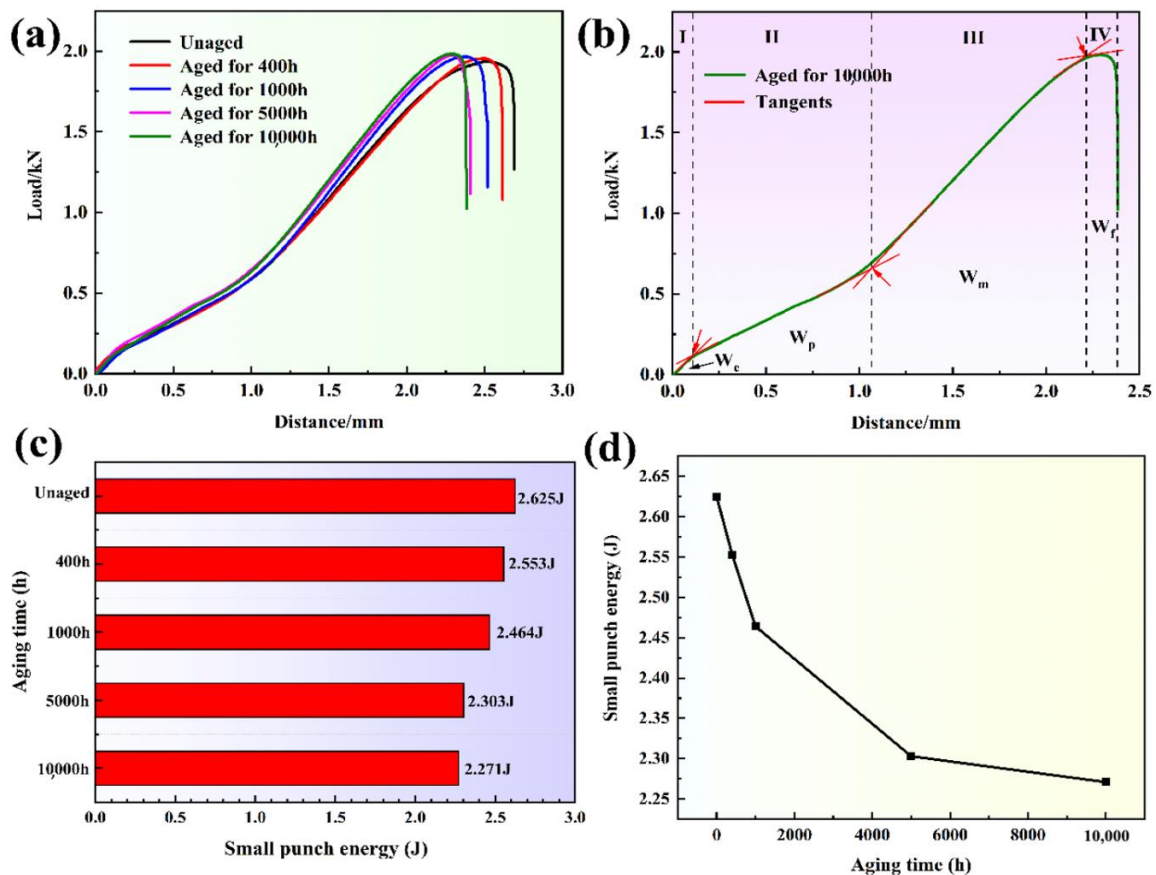 (a)
Unaged
Aged for 400h
Aged for 1000h
Aged for 5000h
Aged for 10,000h
2.0
1.5
1.0
0.5
0.0
Load/kN
0.0 0.5 1.0 1.5 2.0 2.5 3.0
Distance/mm
(b)
I II III IV
Aged for 10,000h
Tangents
2.0
1.5
1.0
0.5
0.0
Load/kN
We
Wp
Wm
Wf
0.0 0.5 1.0 1.5 2.0 2.5
Distance/mm
(c)
Aging time (h)
Unaged 2.625J
400h 2.553J
1000h 2.464J
5000h 2.303J
10,000h 2.271J
0.0 0.5 1.0 1.5 2.0 2.5 3.0
Small punch energy (J)
(d)
Small punch energy (J)
2.65
2.60
2.55
2.50
2.45
2.40
2.35
2.30
2.25
0 2000 4000 6000 8000 10,000
Aging time (h)